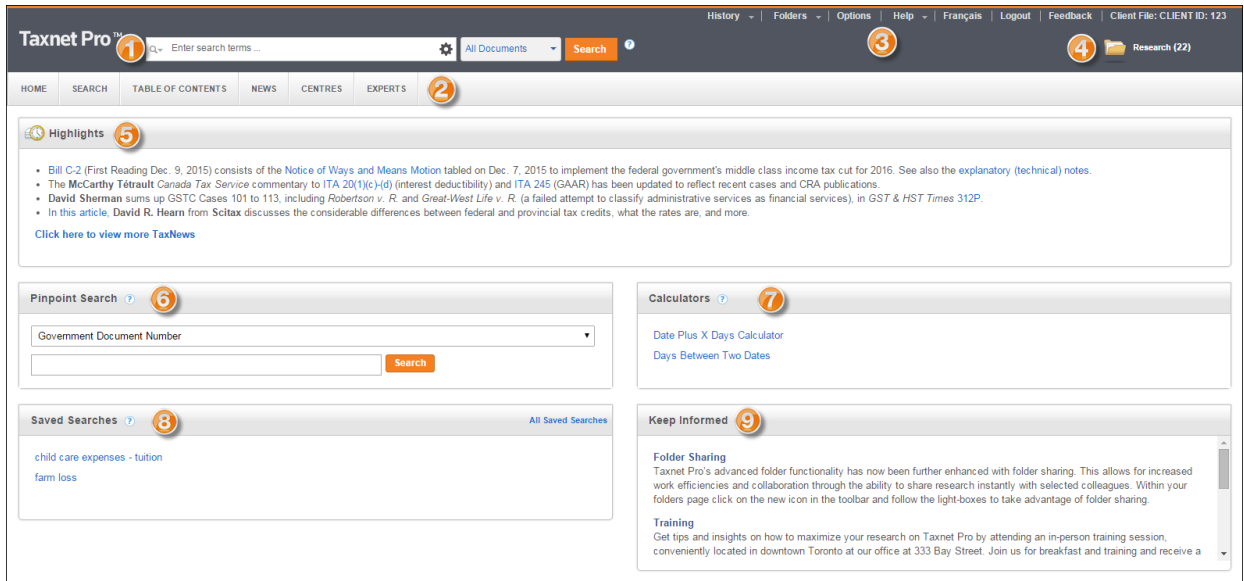 History | Folders | Options | Help | Français | Logout | Feedback | Client File: CLIENT ID: 123
Taxnet Pro™ 1 Enter search terms ... All Documents Search ? 3 4 Research (22)
HOME SEARCH TABLE OF CONTENTS NEWS CENTRES EXPERTS 2
Highlights 5
• Bill C-2 (First Reading Dec. 9, 2015) consists of the Notice of Ways and Means Motion tabled on Dec. 7, 2015 to implement the federal government's middle class income tax cut for 2016. See also the explanatory (technical) notes.
• The McCarthy Tétrault Canada Tax Service commentary to ITA 20(1)(c)-(d) (interest deductibility) and ITA 245 (GAAR) has been updated to reflect recent cases and CRA publications.
• David Sherman sums up GSTC Cases 101 to 113, including Robertson v. R. and Great-West Life v. R. (a failed attempt to classify administrative services as financial services), in GST & HST Times 312P.
• In this article, David R. Hearn from Scitax discusses the considerable differences between federal and provincial tax credits, what the rates are, and more.
Click here to view more TaxNews
Pinpoint Search ? 6
Government Document Number
Search
Calculators ? 7
Date Plus X Days Calculator
Days Between Two Dates
Saved Searches ? 8 All Saved Searches
child care expenses - tuition
farm loss
Keep Informed 9
Folder Sharing
Taxnet Pro's advanced folder functionality has now been further enhanced with folder sharing. This allows for increased
work efficiencies and collaboration through the ability to share research instantly with selected colleagues. Within your
folders page click on the new icon in the toolbar and follow the light-boxes to take advantage of folder sharing.
Training
Get tips and insights on how to maximize your research on Taxnet Pro by attending an in-person training session,
conveniently located in downtown Toronto at our office at 333 Bay Street. Join us for breakfast and training and receive a